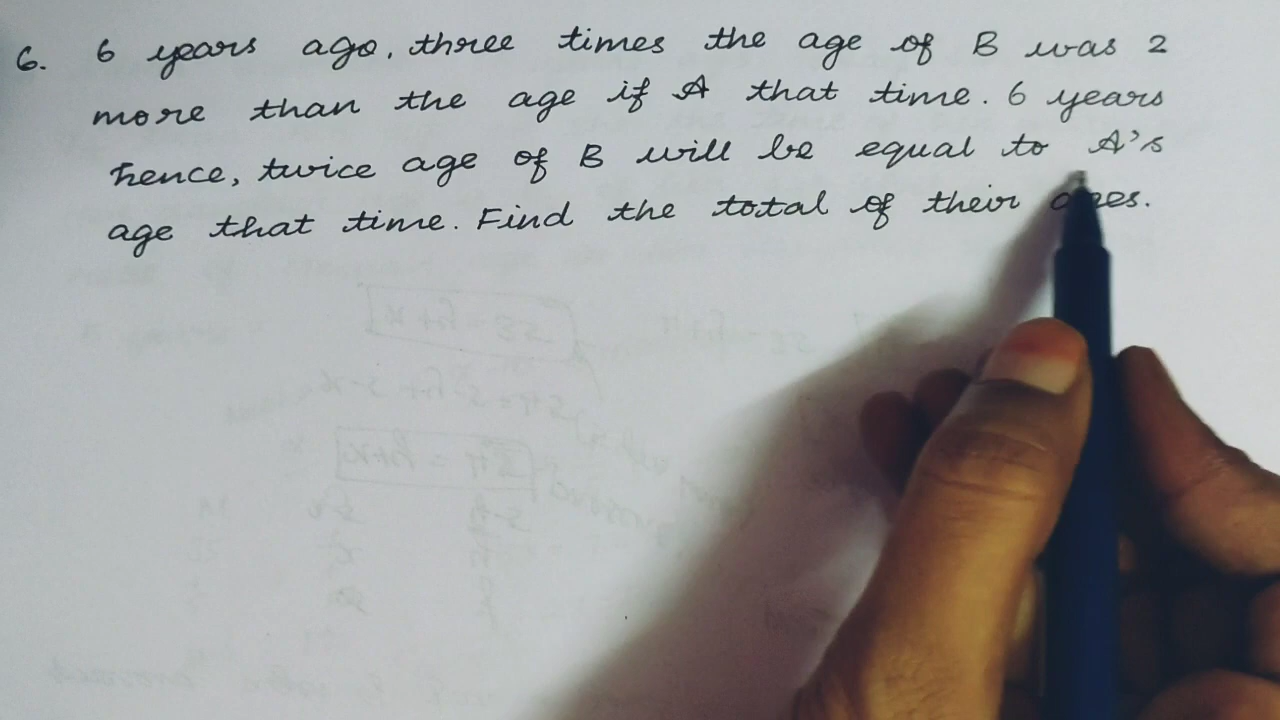 6. 6 years ago, three times the age of B was 2
more than the age if A that time. 6 years
hence, twice age of B will be equal to A's
age that time. Find the total of their ages.